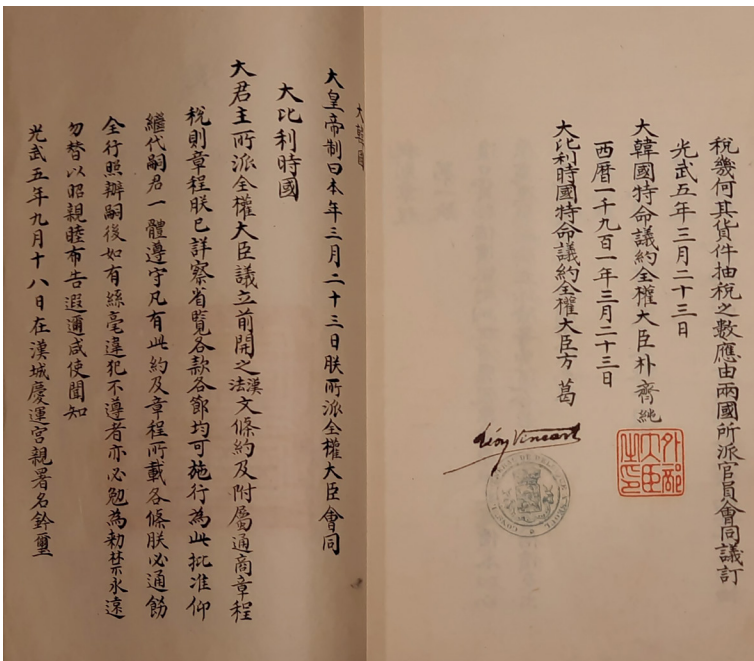 稅幾何其貨件抽稅之數應由兩國所派官員會同議訂
光武五年三月二十三日
大韓國特命議約全權大臣朴 齊純
外部大臣之印
西曆一千九百一年三月二十三日
大比利時國特命議約全權大臣方 葛
Léon Vincart
大韓國
大皇帝制曰本年三月二十三日朕所派全權大臣會同
大比利時國
大君主所派全權大臣議立前開之漢法文條約及附屬通商章程
稅則章程朕已詳察省覽各款各節均可施行為此批准仰
繼代嗣君一體遵守凡有此約及章程所載各條朕必通飭
全行照辦嗣後如有絲毫違犯不遵者亦必勉為勑禁永遠
勿替以昭親睦布告遐邇咸使聞知
光武五年九月十八日在漢城慶運宮親署名鈐璽